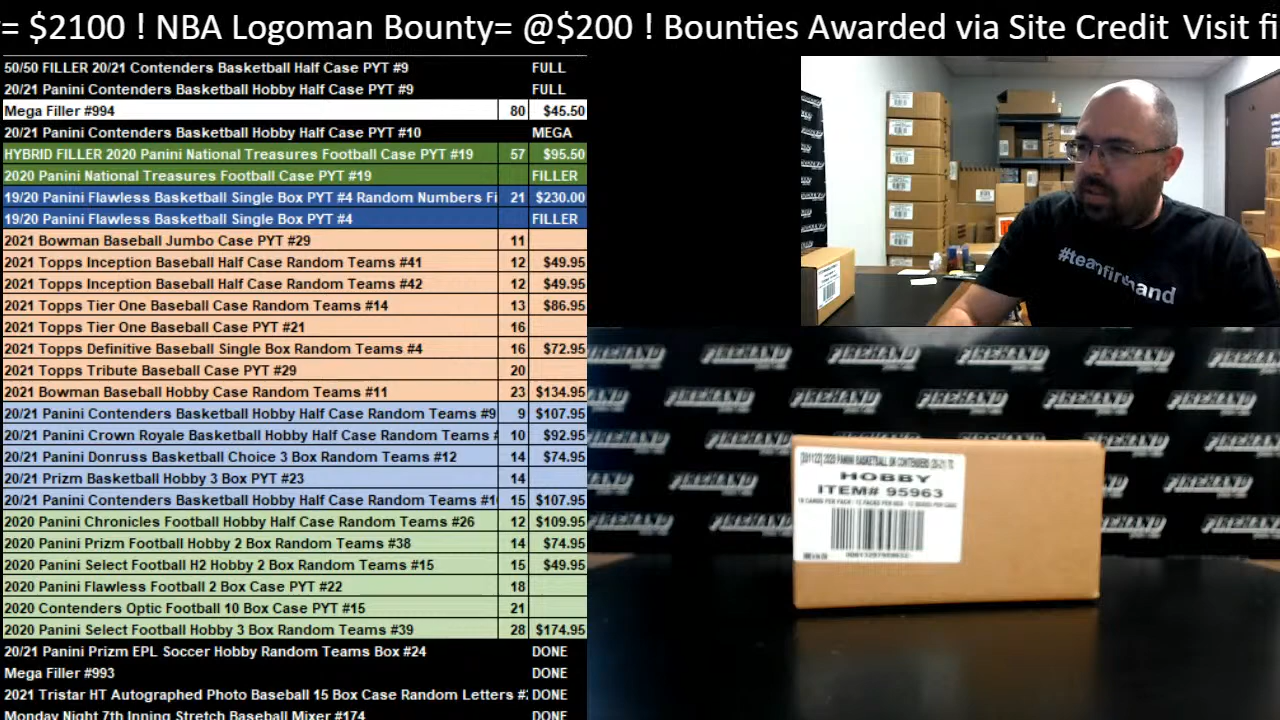 = $2100 ! NBA Logoman Bounty= @$200 ! Bounties Awarded via Site Credit Visit fi
50/50 FILLER 20/21 Contenders Basketball Half Case PYT #9 FULL
20/21 Panini Contenders Basketball Hobby Half Case PYT #9 FULL
Mega Filler #994 80 $45.50
20/21 Panini Contenders Basketball Hobby Half Case PYT #10 MEGA
HYBRID FILLER 2020 Panini National Treasures Football Case PYT #19 57 $95.50
2020 Panini National Treasures Football Case PYT #19 FILLER
19/20 Panini Flawless Basketball Single Box PYT #4 Random Numbers Fi 21 $230.00
19/20 Panini Flawless Basketball Single Box PYT #4 FILLER
2021 Bowman Baseball Jumbo Case PYT #29 11
2021 Topps Inception Baseball Half Case Random Teams #41 12 $49.95
2021 Topps Inception Baseball Half Case Random Teams #42 12 $49.95
2021 Topps Tier One Baseball Case Random Teams #14 13 $86.95
2021 Topps Tier One Baseball Case PYT #21 16
2021 Topps Definitive Baseball Single Box Random Teams #4 16 $72.95
2021 Topps Tribute Baseball Case PYT #29 20
2021 Bowman Baseball Hobby Case Random Teams #11 23 $134.95
20/21 Panini Contenders Basketball Hobby Half Case Random Teams #9 9 $107.95
20/21 Panini Crown Royale Basketball Hobby Half Case Random Teams # 10 $92.95
20/21 Panini Donruss Basketball Choice 3 Box Random Teams #12 14 $74.95
20/21 Prizm Basketball Hobby 3 Box PYT #23 14
20/21 Panini Contenders Basketball Hobby Half Case Random Teams #1 15 $107.95
2020 Panini Chronicles Football Hobby Half Case Random Teams #26 12 $109.95
2020 Panini Prizm Football Hobby 2 Box Random Teams #38 14 $74.95
2020 Panini Select Football H2 Hobby 2 Box Random Teams #15 15 $49.95
2020 Panini Flawless Football 2 Box Case PYT #22 18
2020 Contenders Optic Football 10 Box Case PYT #15 21
2020 Panini Select Football Hobby 3 Box Random Teams #39 28 $174.95
20/21 Panini Prizm EPL Soccer Hobby Random Teams Box #24 DONE
Mega Filler #993 DONE
2021 Tristar HT Autographed Photo Baseball 15 Box Case Random Letters # DONE
Monday Night 7th Inning Stretch Baseball Mixer #174 DONE
#teamfirehand
FIREHAND
HOBBY
ITEM# 95963